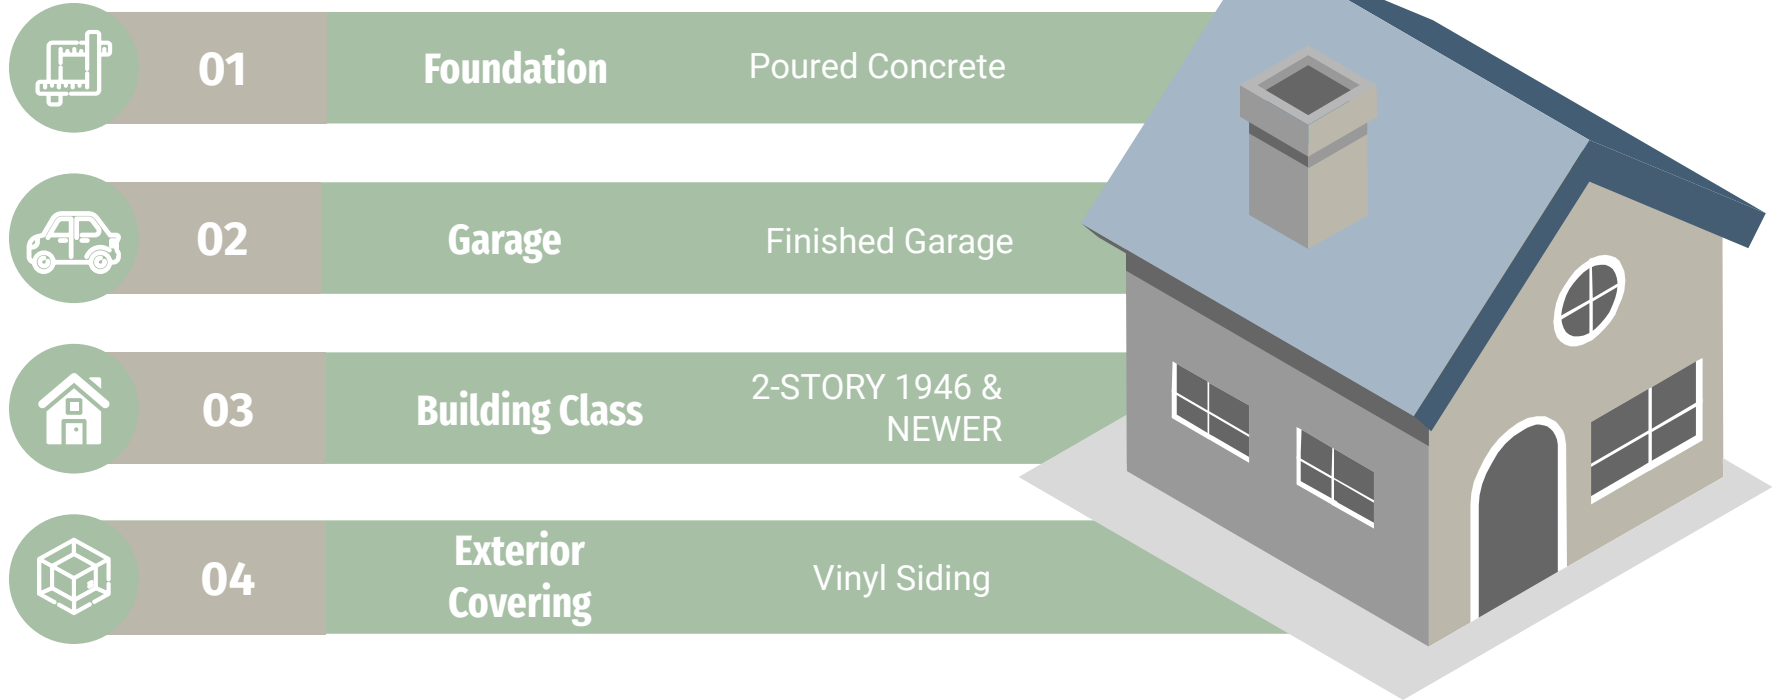 01
Foundation
Poured Concrete
02
Garage
Finished Garage
03
Building Class
2-STORY 1946 &
NEWER
04
Exterior
Covering
Vinyl Siding